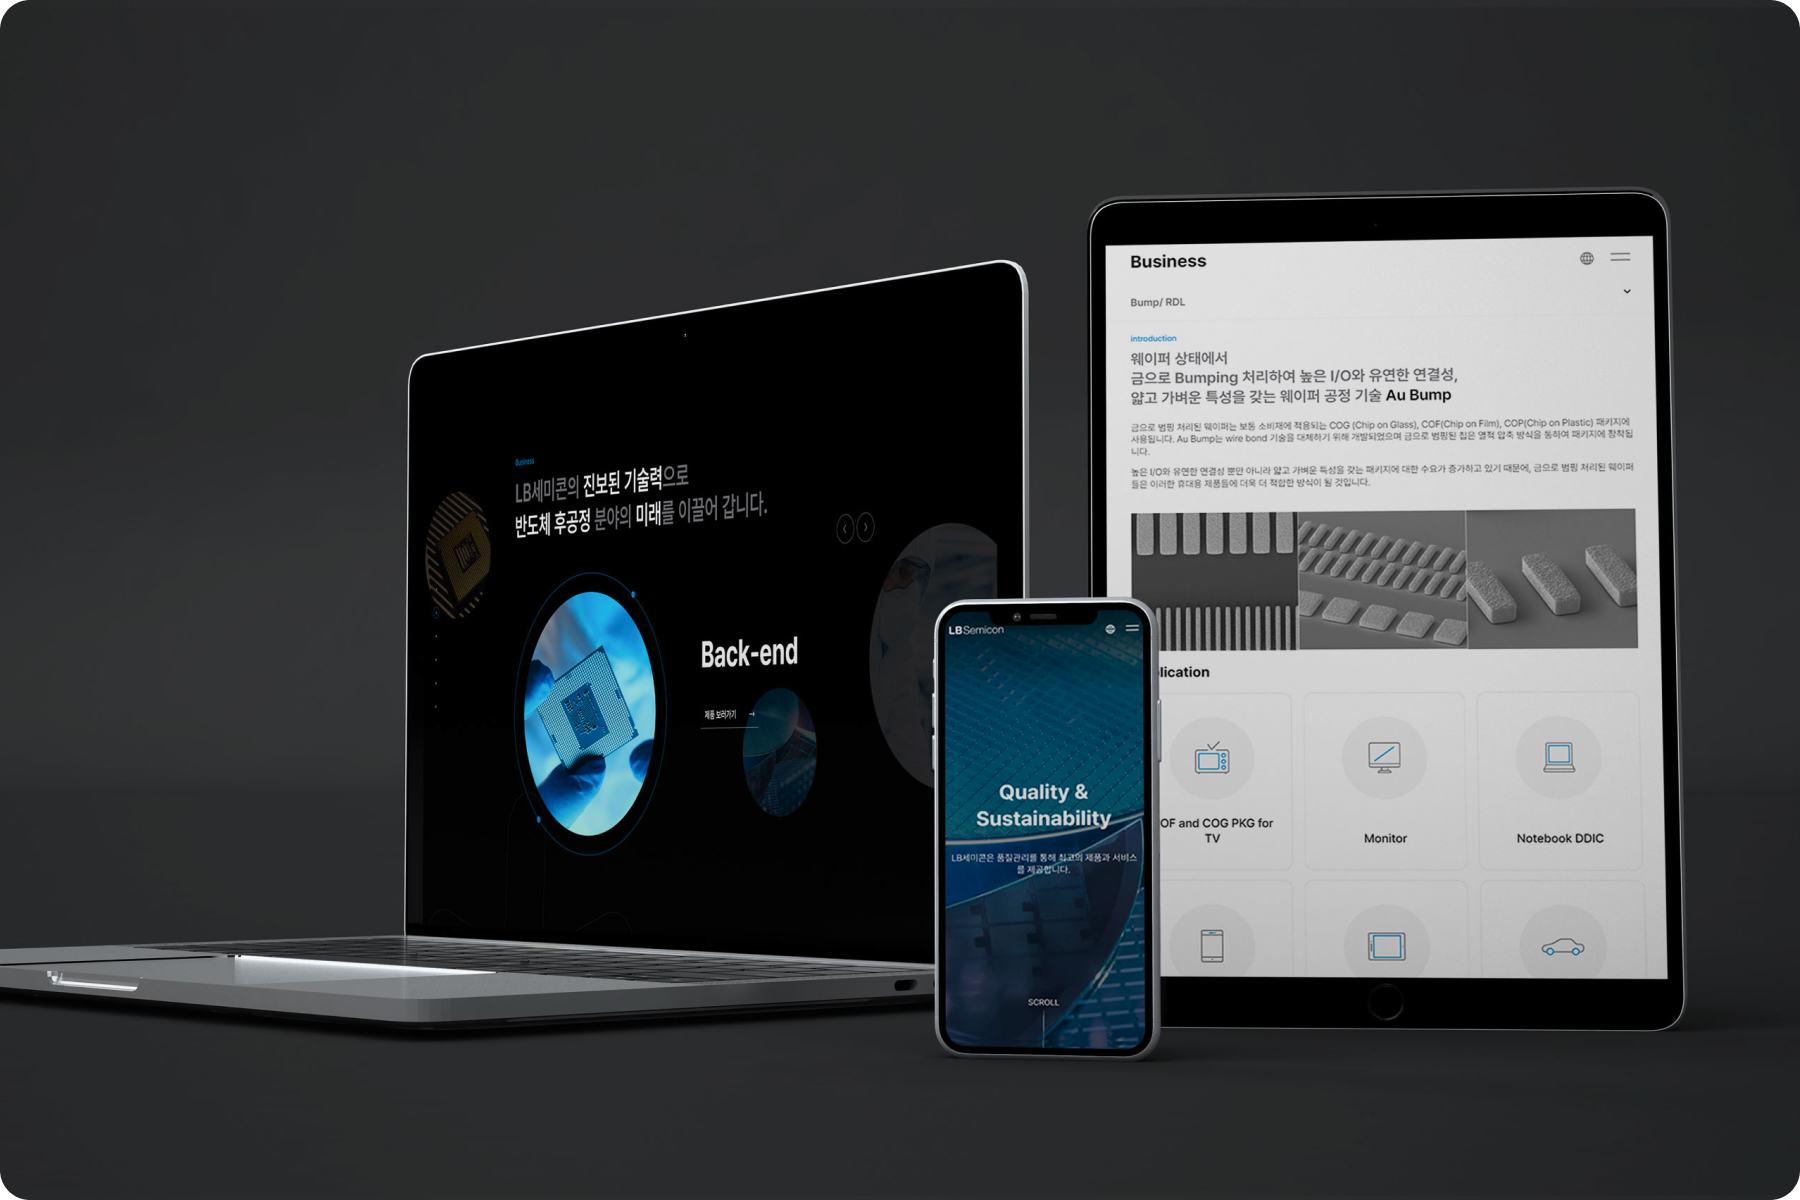 Business
LB세미콘의 진보된 기술력으로
반도체 후공정 분야의 미래를 이끌어 갑니다.
Back-end
제품 보러가기
LBSemicon
Quality &
Sustainability
LB세미콘은 품질관리를 통해 최고의 제품과 서비스
를 제공합니다.
SCROLL
Business
Bump/ RDL
introduction
웨이퍼 상태에서
금으로 Bumping 처리하여 높은 I/O와 유연한 연결성,
얇고 가벼운 특성을 갖는 웨이퍼 공정 기술 Au Bump
금으로 범핑 처리된 웨이퍼는 보통 소비재에 적용되는 COG (Chip on Glass), COF(Chip on Film), COP(Chip on Plastic) 패키지에
사용됩니다. Au Bump는 wire bond 기술을 대체하기 위해 개발되었으며 금으로 범핑된 칩은 열적 압축 방식을 통하여 패키지에 장착됩
니다.
높은 I/O와 유연한 연결성 뿐만 아니라 얇고 가벼운 특성을 갖는 패키지에 대한 수요가 증가하고 있기 때문에, 금으로 범핑 처리된 웨이퍼
들은 이러한 휴대용 제품들에 더욱 더 적합한 방식이 될 것입니다.
lication
OF and COG PKG for
TV
Monitor
Notebook DDIC